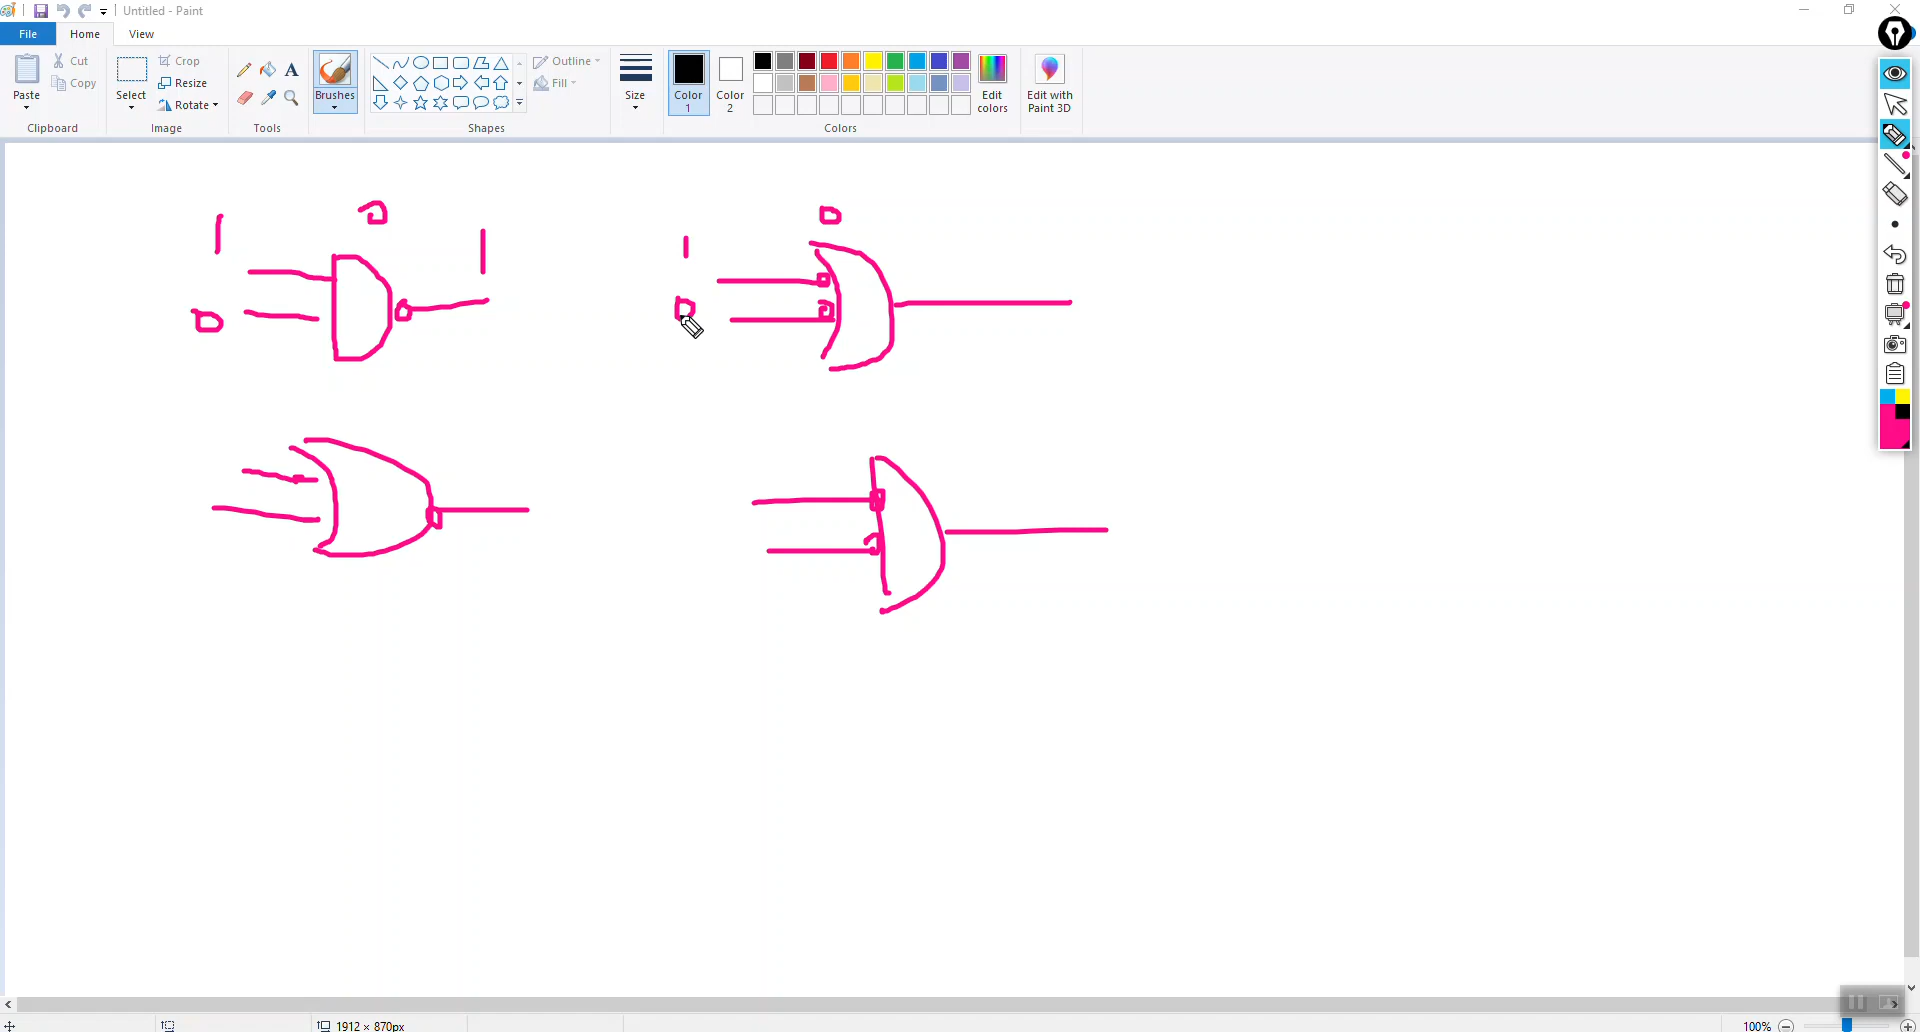 Untitled - Paint
File Home View
Paste
Cut
Copy
Clipboard
Select
Crop
Resize
Rotate
Image
Tools
Brushes
Shapes
Outline
Fill
Size
Color 1
Color 2
Edit colors
Colors
Edit with Paint 3D
1 0 1
0
0
1
0
1912 × 870px
100%